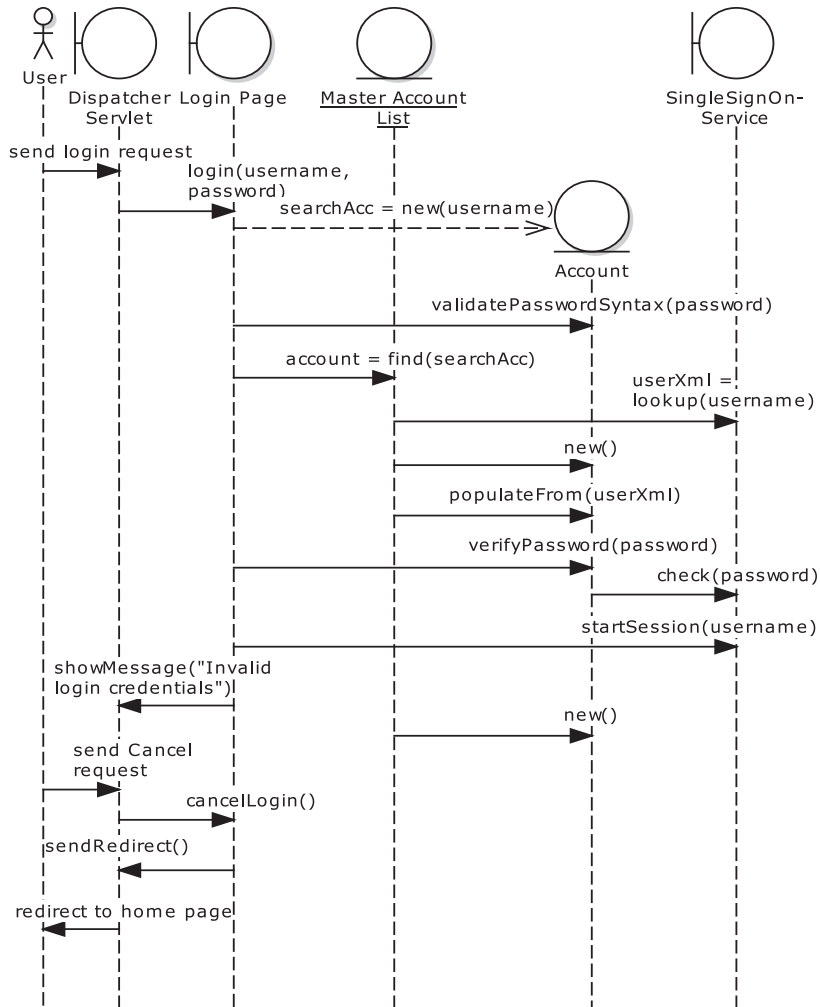 User
Dispatcher
Servlet
Login Page
Master Account
List
SingleSignOn-
Service
send login request
login(username,
password)
searchAcc = new(username)
Account
validatePasswordSyntax(password)
account = find(searchAcc)
userXml =
lookup(username)
new()
populateFrom(userXml)
verifyPassword(password)
check(password)
startSession(username)
showMessage("Invalid
login credentials")
new()
send Cancel
request
cancelLogin()
sendRedirect()
redirect to home page